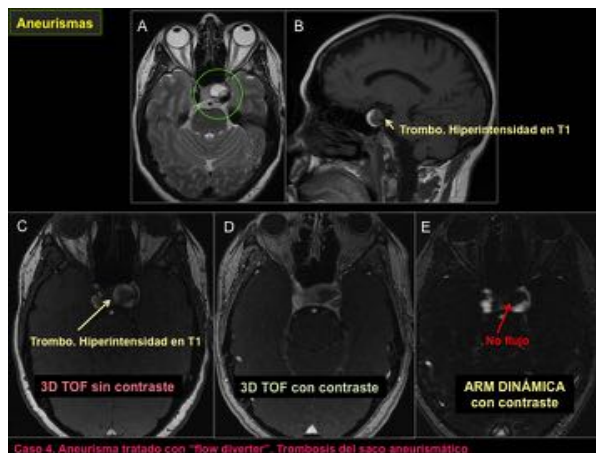 Aneurismas
A
B
Trombo. Hiperintensidad en T1
C
D
E
Trombo. Hiperintensidad en T1
No flujo
3D TOF sin contraste
3D TOF con contraste
ARM DINÁMICA
con contraste
Caso 4. Aneurisma tratado con "flow diverter". Trombosis del saco aneurismático